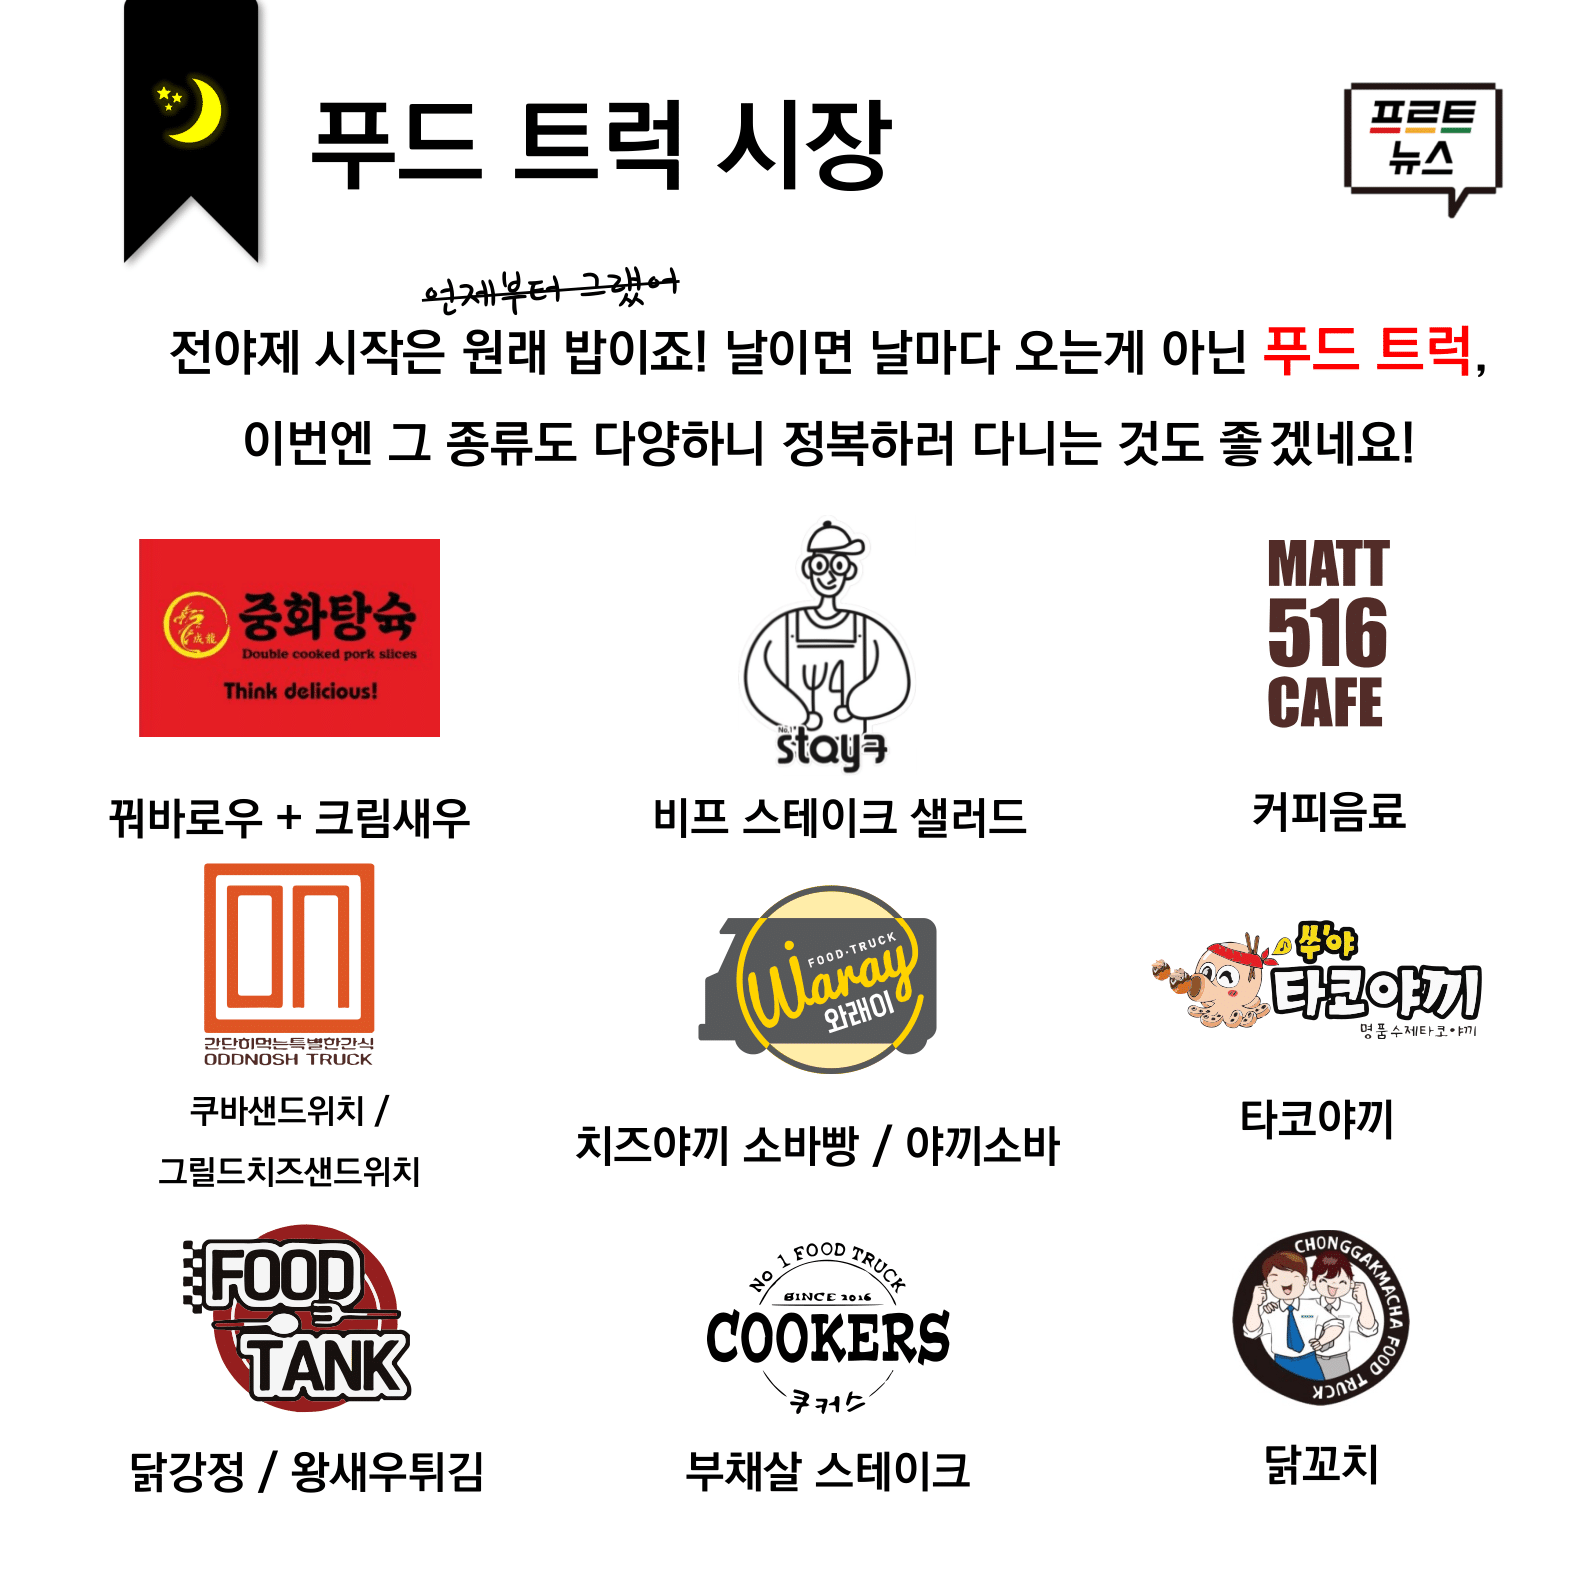 푸드 트럭 시장
프르트
뉴스
언제부터 그랬어
전야제 시작은 원래 밥이죠! 날이면 날마다 오는게 아닌 푸드 트럭,
이번엔 그 종류도 다양하니 정복하러 다니는 것도 좋겠네요!
成龍
중화탕슉
Double cooked port slices
Think delicious!
No.1
stayㅋ
MATT
516
CAFE
꿔바로우 + 크림새우
비프 스테이크 샐러드
커피음료
간단히먹는특별한간식
ODDNOSH TRUCK
FOOD-TRUCK
Waray
와래이
쑤야
타코야끼
명품수제타코야끼
쿠바샌드위치 /
그릴드치즈샌드위치
치즈야끼 소바빵 / 야끼소바
타코야끼
FOOD
TANK
No 1 FOOD TRUCK
SINCE 2016
COOKERS
쿠커스
CHONGGAKMACHA FOOD TRUCK
닭강정 / 왕새우튀김
부채살 스테이크
닭꼬치